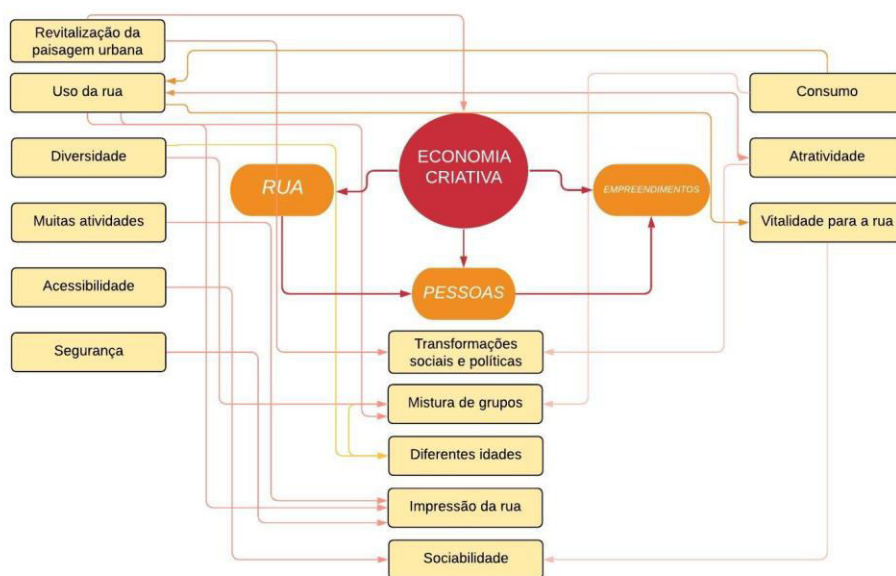 Revitalização da
paisagem urbana
Uso da rua
Diversidade
Muitas atividades
Acessibilidade
Segurança
ECONOMIA
CRIATIVA
RUA
EMPREENDIMENTOS
PESSOAS
Transformações
sociais e políticas
Mistura de grupos
Diferentes idades
Impressão da rua
Sociabilidade
Consumo
Atratividade
Vitalidade para a rua